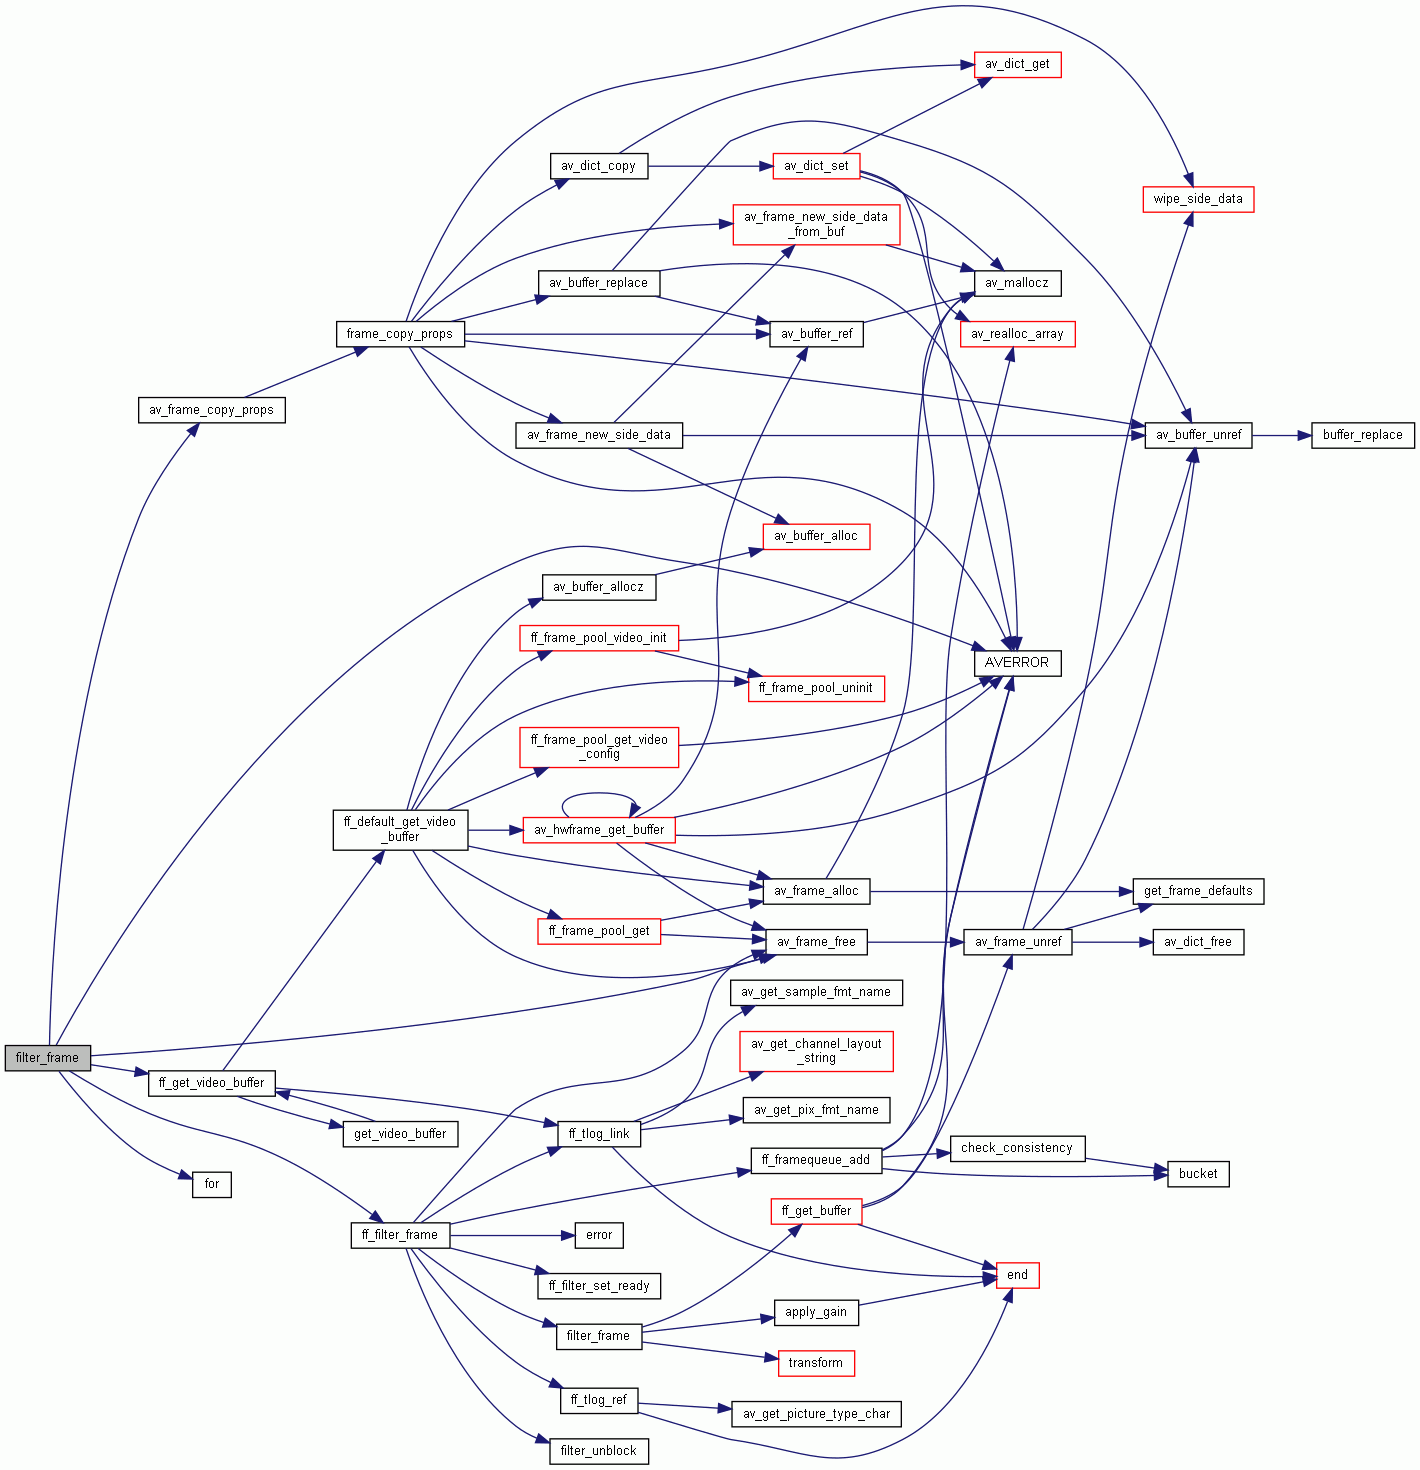 av_dict_get
av_dict_copy
av_dict_set
wipe_side_data
av_frame_new_side_data
_from_buf
av_buffer_replace
av_mallocz
frame_copy_props
av_buffer_ref
av_realloc_array
av_frame_copy_props
av_frame_new_side_data
av_buffer_unref
buffer_replace
av_buffer_alloc
av_buffer_allocz
ff_frame_pool_video_init
AVERROR
ff_frame_pool_uninit
ff_frame_pool_get_video
_config
ff_default_get_video
_buffer
av_hwframe_get_buffer
av_frame_alloc
get_frame_defaults
ff_frame_pool_get
av_frame_free
av_frame_unref
av_dict_free
av_get_sample_fmt_name
filter_frame
av_get_channel_layout
_string
ff_get_video_buffer
av_get_pix_fmt_name
get_video_buffer
ff_tlog_link
ff_framequeue_add
check_consistency
bucket
for
ff_get_buffer
ff_filter_frame
error
end
ff_filter_set_ready
apply_gain
filter_frame
transform
ff_tlog_ref
av_get_picture_type_char
filter_unblock